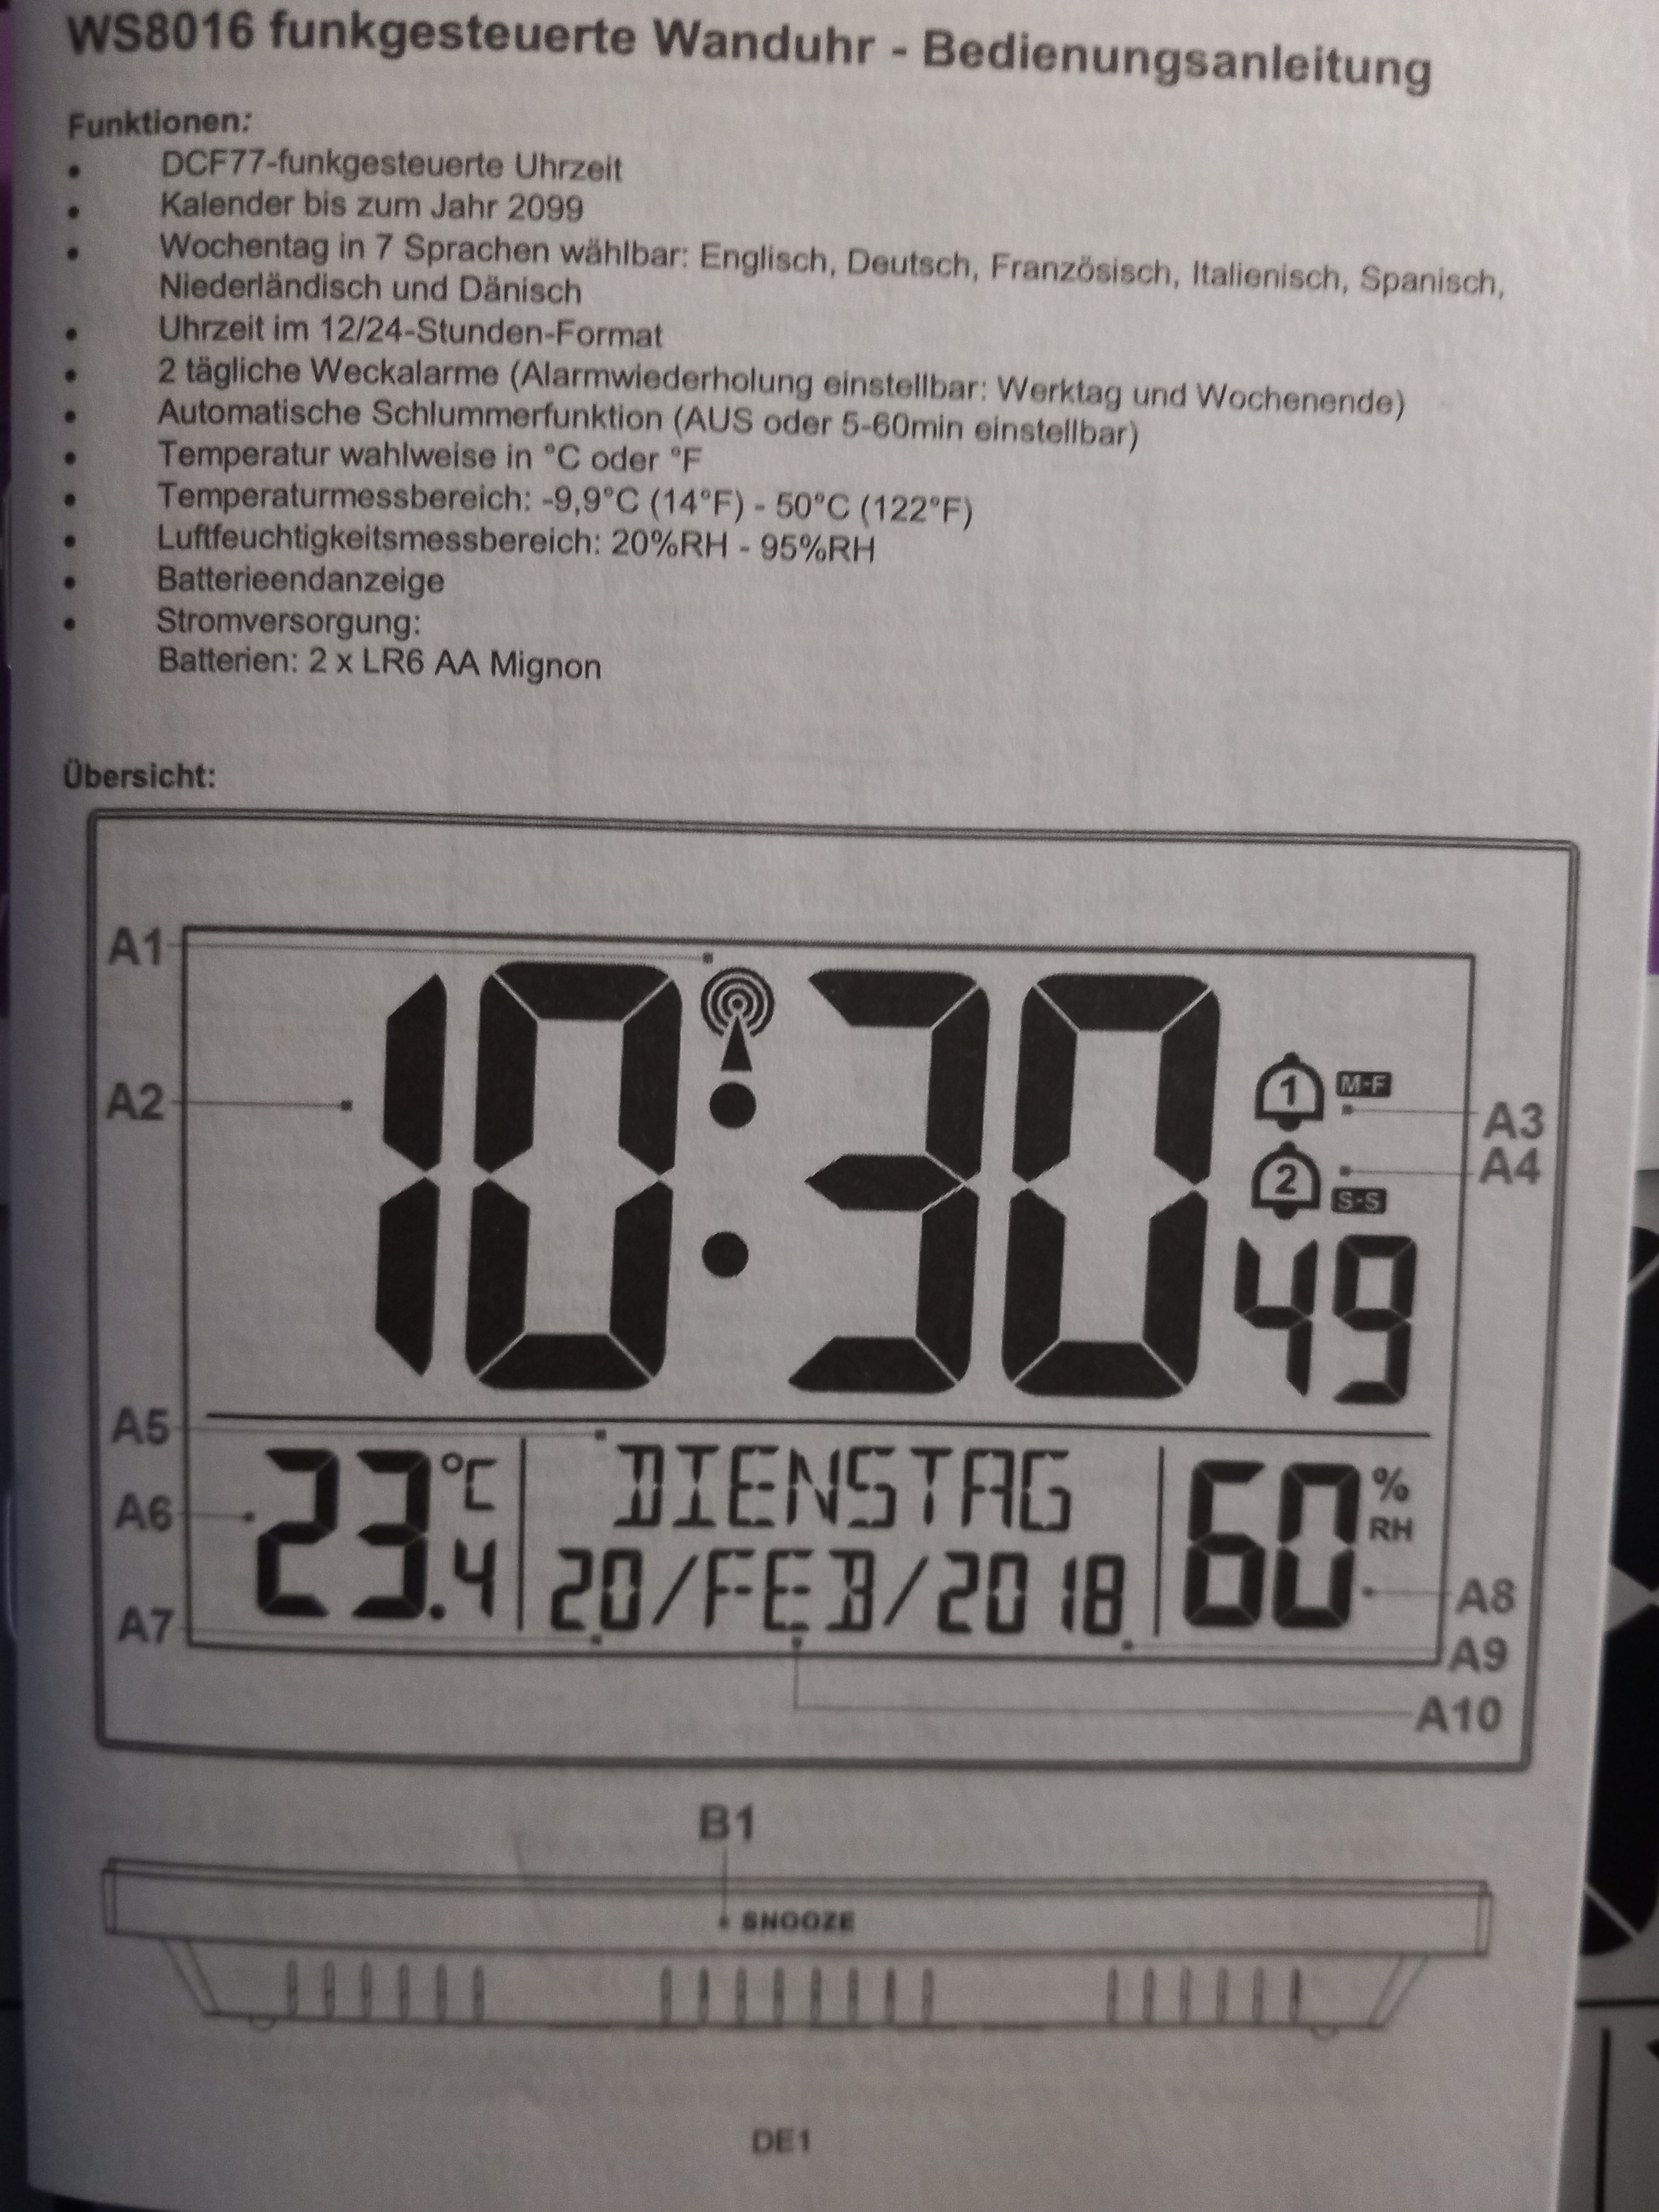 WS8016 funkgesteuerte Wanduhr - Bedienungsanleitung
Funktionen:
• DCF77-funkgesteuerte Uhrzeit
• Kalender bis zum Jahr 2099
• Wochentag in 7 Sprachen wählbar: Englisch, Deutsch, Französisch, Italienisch, Spanisch,
Niederländisch und Dänisch
• Uhrzeit im 12/24-Stunden-Format
• 2 tägliche Weckalarme (Alarmwiederholung einstellbar: Werktag und Wochenende)
• Automatische Schlummerfunktion (AUS oder 5-60min einstellbar)
• Temperatur wahlweise in °C oder °F
• Temperaturmessbereich: -9,9°C (14°F) - 50°C (122°F)
• Luftfeuchtigkeitsmessbereich: 20%RH - 95%RH
• Batterieendanzeige
• Stromversorgung:
Batterien: 2 x LR6 AA Mignon
Übersicht:
A1
A2
10:30
1 M-F
A3
2 S-S
A4
49
A5
A6
23.4 °C
DIENSTAG
20/FEB/2018
60 % RH
A7
A8
A9
A10
B1
SNOOZE
DE1